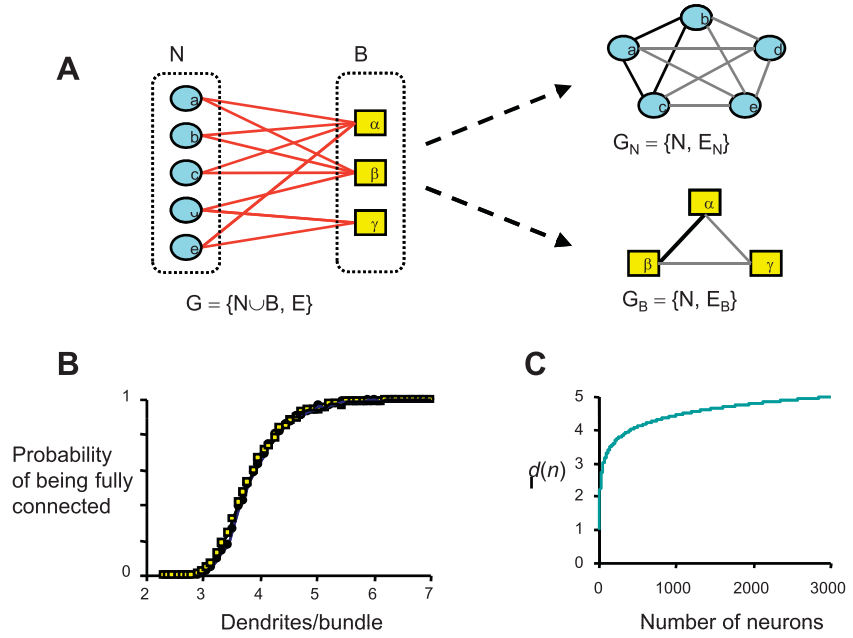 A
N
B
a
b
c
e
α
β
γ
G = {N∪B, E}
b
a
d
c
e
G_N = {N, E_N}
α
β
γ
G_B = {N, E_B}
B
1
0
Probability
of being fully
connected
2 3 4 5 6 7
Dendrites/bundle
C
5
4
3
2
1
0
d(n)
0 1000 2000 3000
Number of neurons